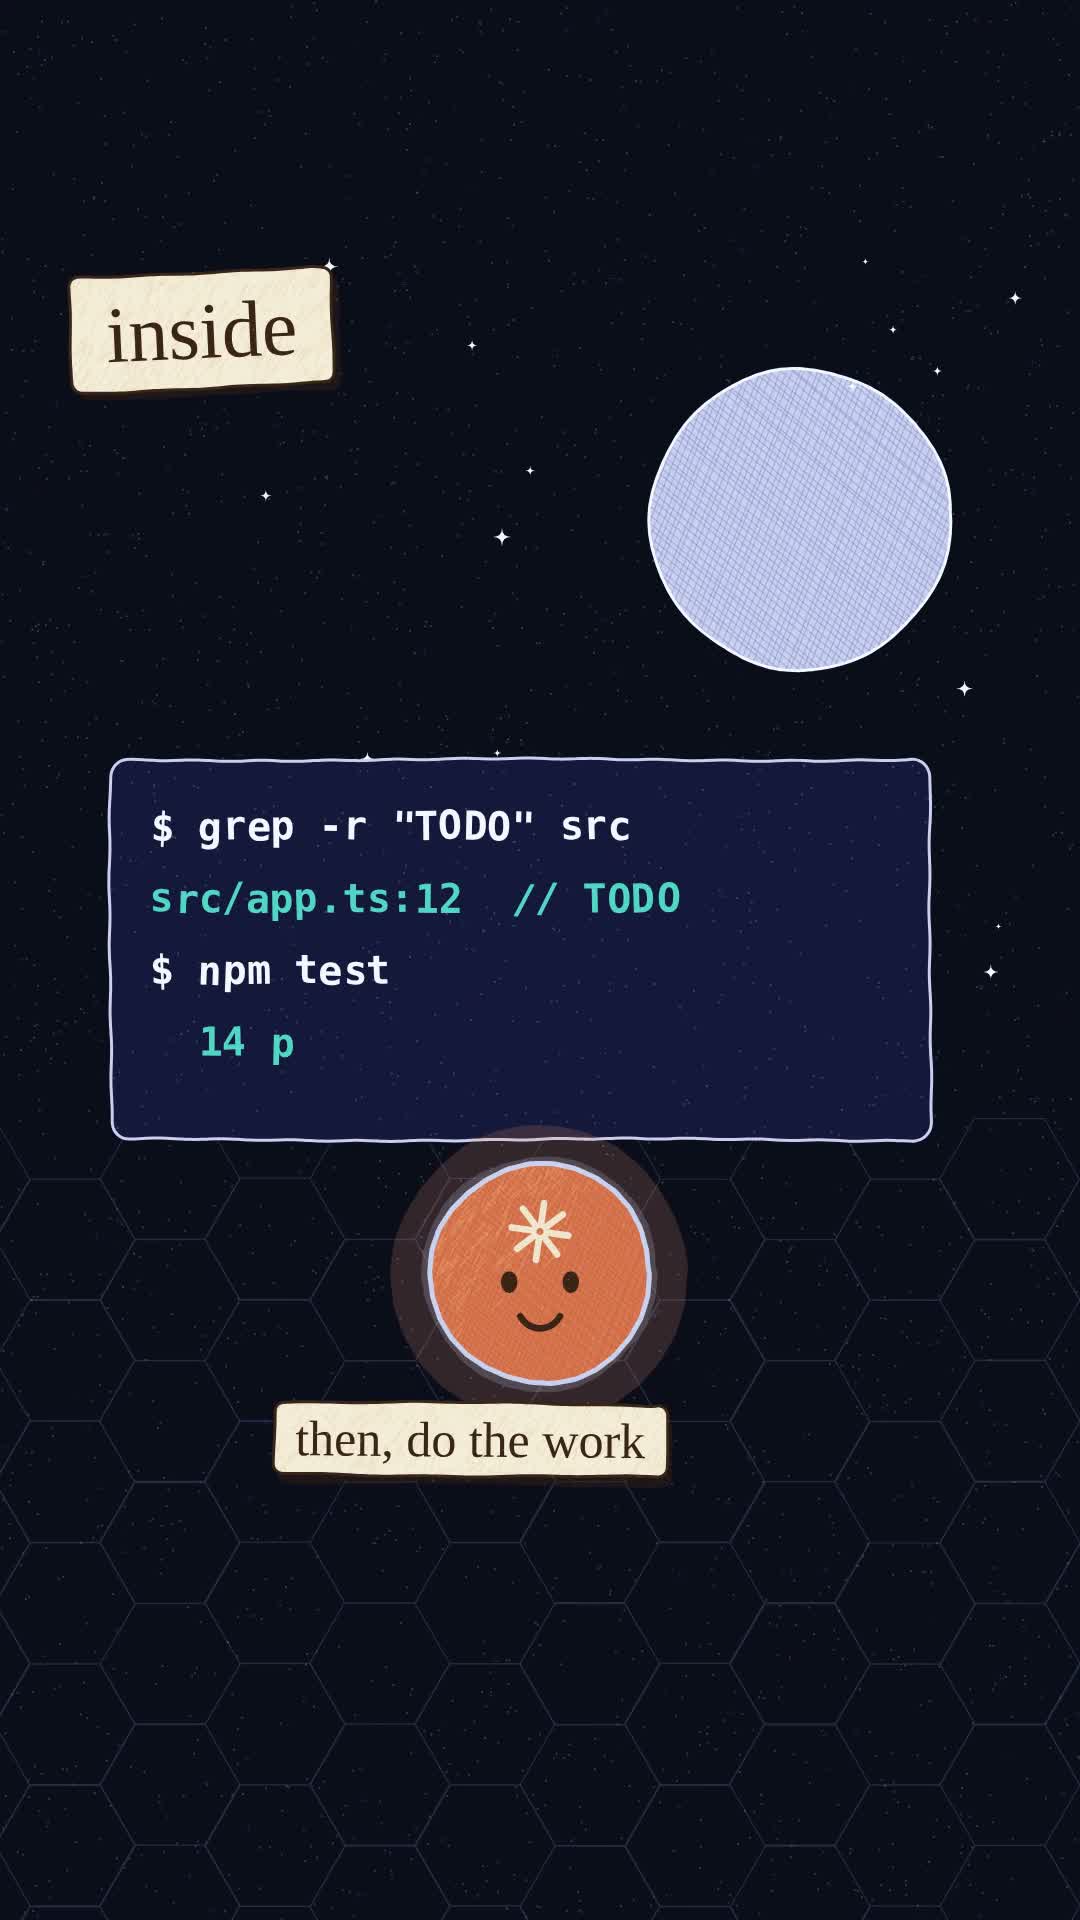 inside
$ grep -r "TODO" src
src/app.ts:12  // TODO
$ npm test
  14 p
then, do the work